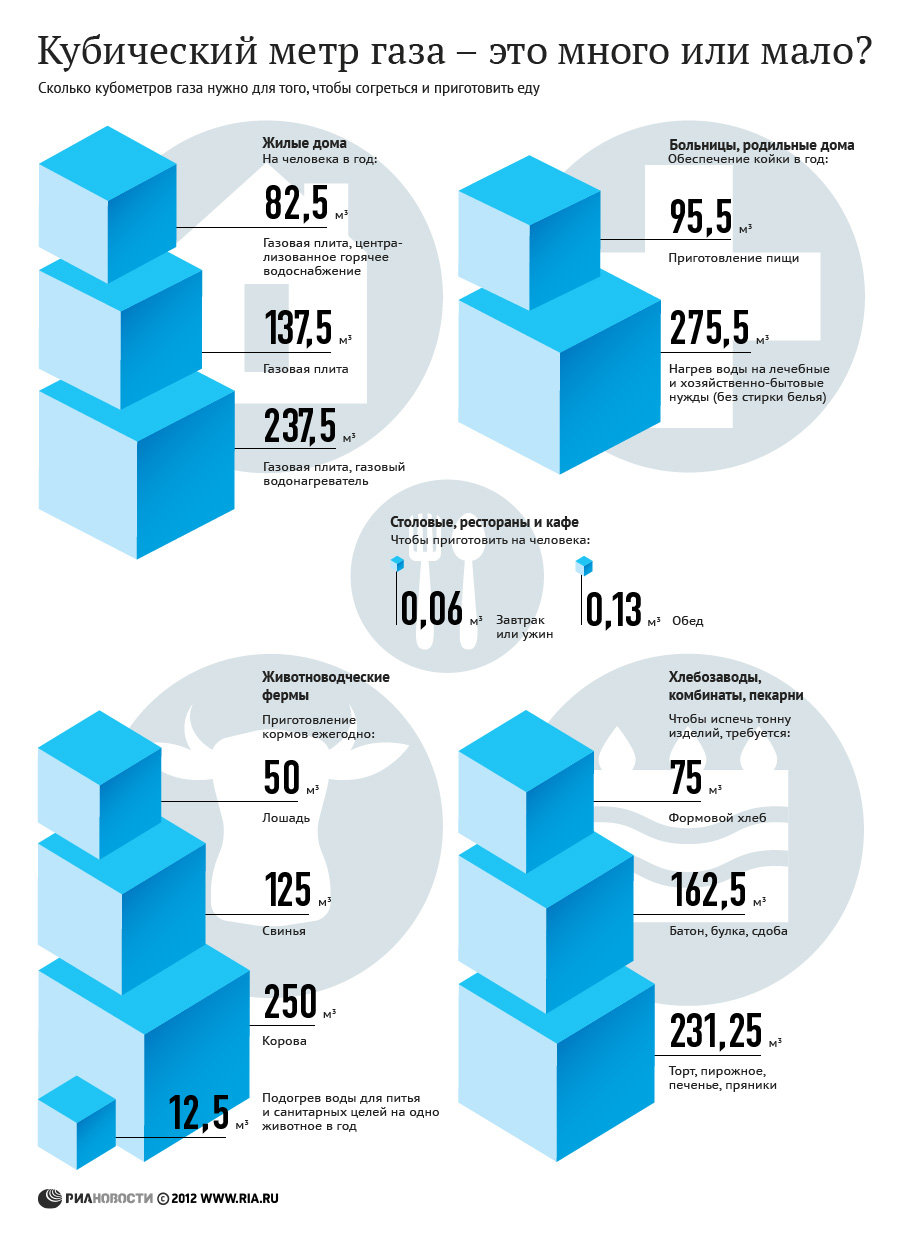 Кубический метр газа – это много или мало?
Сколько кубометров газа нужно для того, чтобы согреться и приготовить еду
Жилые дома
На человека в год:
82,5 м³
Газовая плита, центра-
лизованное горячее
водоснабжение
137,5 м³
Газовая плита
237,5 м³
Газовая плита, газовый
водонагреватель
Больницы, родильные дома
Обеспечение койки в год:
95,5 м³
Приготовление пищи
275,5 м³
Нагрев воды на лечебные
и хозяйственно-бытовые
нужды (без стирки белья)
Столовые, рестораны и кафе
Чтобы приготовить на человека:
0,06 м³ Завтрак
или ужин
0,13 м³ Обед
Животноводческие
фермы
Приготовление
кормов ежегодно:
50 м³
Лошадь
125 м³
Свинья
250 м³
Корова
12,5 м³
Подогрев воды для питья
и санитарных целей на одно
животное в год
Хлебозаводы,
комбинаты, пекарни
Чтобы испечь тонну
изделий, требуется:
75 м³
Формовой хлеб
162,5 м³
Батон, булка, сдоба
231,25 м³
Торт, пирожное,
печенье, пряники
РИАНОВОСТИ © 2012 WWW.RIA.RU